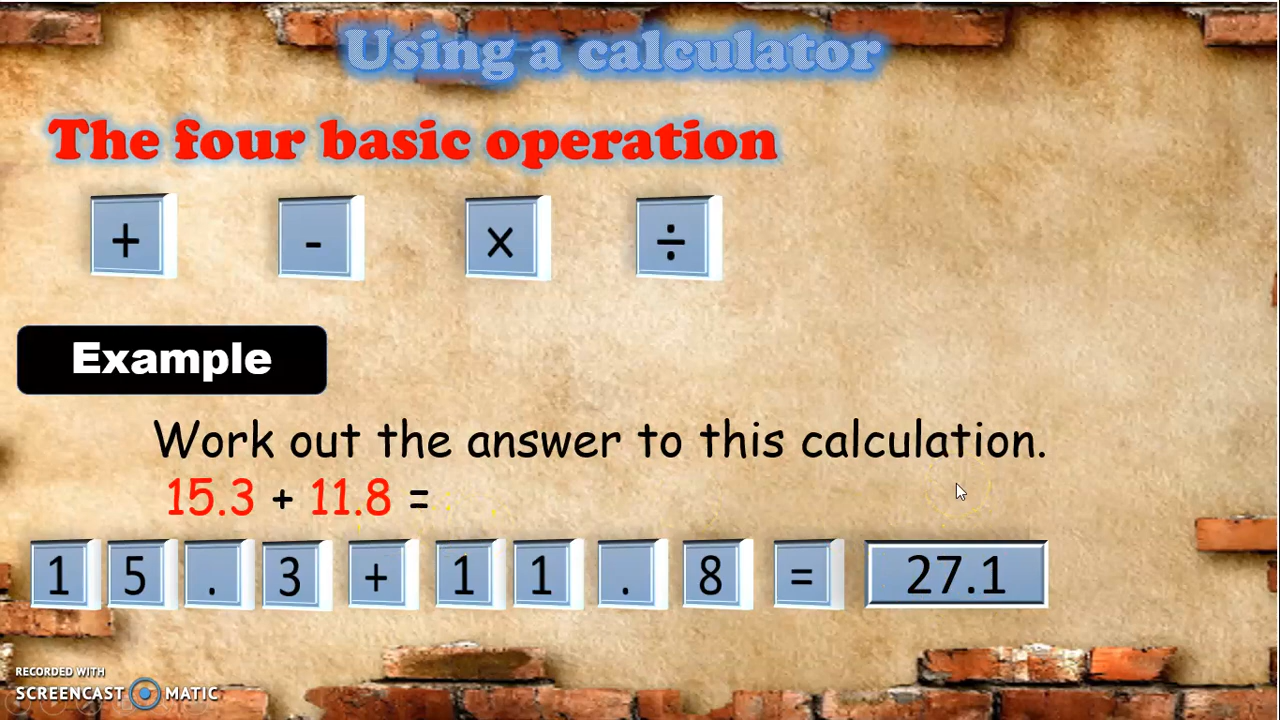 Using a calculator
The four basic operation
+ - × ÷
Example
Work out the answer to this calculation.
15.3 + 11.8 =
1 5 . 3 + 1 1 . 8 = 27.1
RECORDED WITH
SCREENCAST MATIC